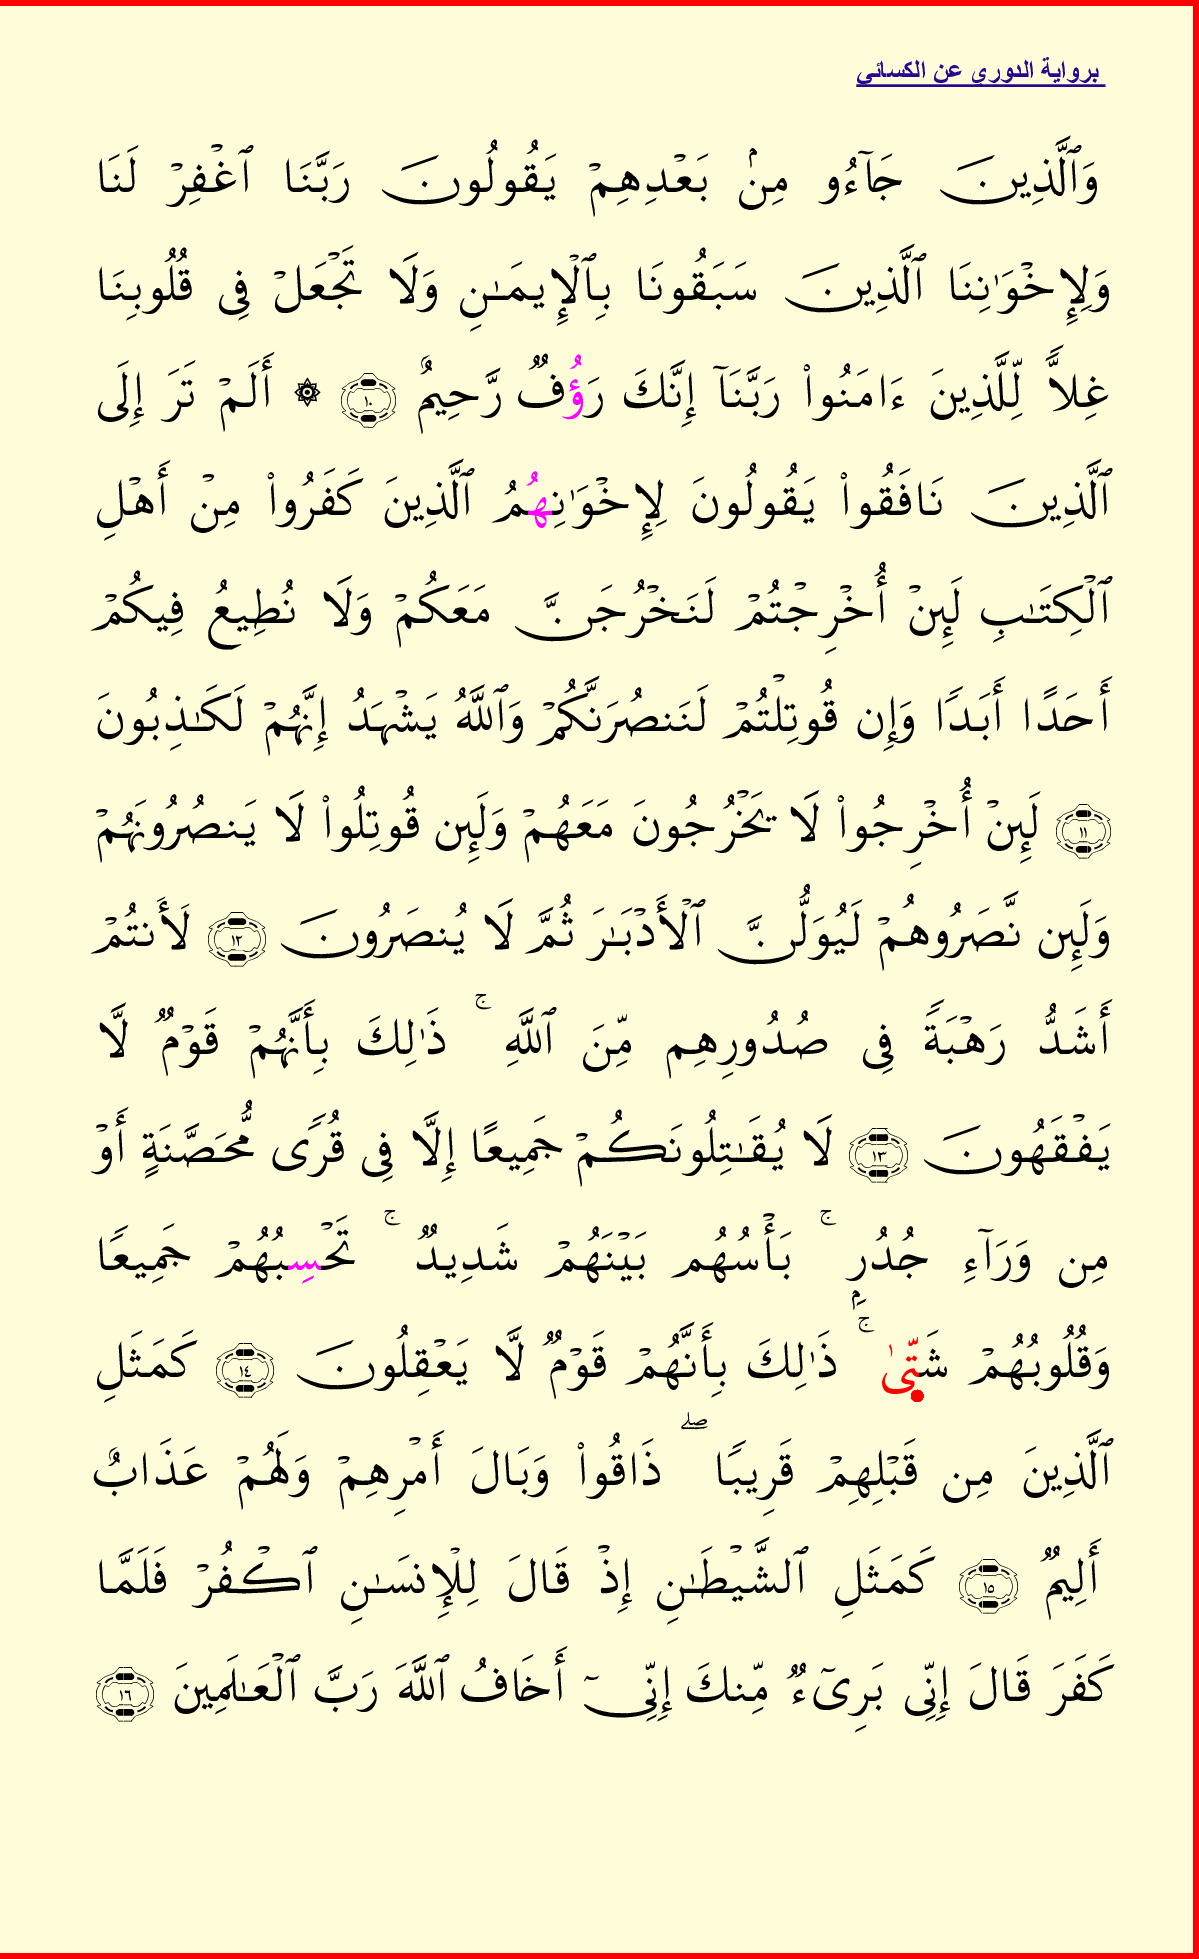 برواية الدوري عن الكسائي
وَٱلَّذِينَ جَآءُو مِنۢ بَعۡدِهِمۡ يَقُولُونَ رَبَّنَا ٱغۡفِرۡ لَنَا
وَلِإِخۡوَٰنِنَا ٱلَّذِينَ سَبَقُونَا بِٱلۡإِيمَٰنِ وَلَا تَجۡعَلۡ فِي قُلُوبِنَا
غِلّٗا لِّلَّذِينَ ءَامَنُواْ رَبَّنَآ إِنَّكَ رَؤُفٞ رَّحِيمٌ ١٠ ۞ أَلَمۡ تَرَ إِلَى
ٱلَّذِينَ نَافَقُواْ يَقُولُونَ لِإِخۡوَٰنِهُمُ ٱلَّذِينَ كَفَرُواْ مِنۡ أَهۡلِ
ٱلۡكِتَٰبِ لَئِنۡ أُخۡرِجۡتُمۡ لَنَخۡرُجَنَّ مَعَكُمۡ وَلَا نُطِيعُ فِيكُمۡ
أَحَدًا أَبَدٗا وَإِن قُوتِلۡتُمۡ لَنَنصُرَنَّكُمۡ وَٱللَّهُ يَشۡهَدُ إِنَّهُمۡ لَكَٰذِبُونَ
١١ لَئِنۡ أُخۡرِجُواْ لَا يَخۡرُجُونَ مَعَهُمۡ وَلَئِن قُوتِلُواْ لَا يَنصُرُونَهُمۡ
وَلَئِن نَّصَرُوهُمۡ لَيُوَلُّنَّ ٱلۡأَدۡبَٰرَ ثُمَّ لَا يُنصَرُونَ ١٢ لَأَنتُمۡ
أَشَدُّ رَهۡبَةٗ فِي صُدُورِهِم مِّنَ ٱللَّهِ ۚ ذَٰلِكَ بِأَنَّهُمۡ قَوۡمٞ لَّا
يَفۡقَهُونَ ١٣ لَا يُقَٰتِلُونَكُمۡ جَمِيعًا إِلَّا فِي قُرٗى مُّحَصَّنَةٍ أَوۡ
مِن وَرَآءِ جُدُرِۭ ۚ بَأۡسُهُم بَيۡنَهُمۡ شَدِيدٞ ۚ تَحۡسِبُهُمۡ جَمِيعٗا
وَقُلُوبُهُمۡ شَتّۭىٰ ۚ ذَٰلِكَ بِأَنَّهُمۡ قَوۡمٞ لَّا يَعۡقِلُونَ ١٤ كَمَثَلِ
ٱلَّذِينَ مِن قَبۡلِهِمۡ قَرِيبٗا ۖ ذَاقُواْ وَبَالَ أَمۡرِهِمۡ وَلَهُمۡ عَذَابٌ
أَلِيمٞ ١٥ كَمَثَلِ ٱلشَّيۡطَٰنِ إِذۡ قَالَ لِلۡإِنسَٰنِ ٱكۡفُرۡ فَلَمَّا
كَفَرَ قَالَ إِنِّي بَرِيٓءٞ مِّنكَ إِنِّيٓ أَخَافُ ٱللَّهَ رَبَّ ٱلۡعَٰلَمِينَ ١٦